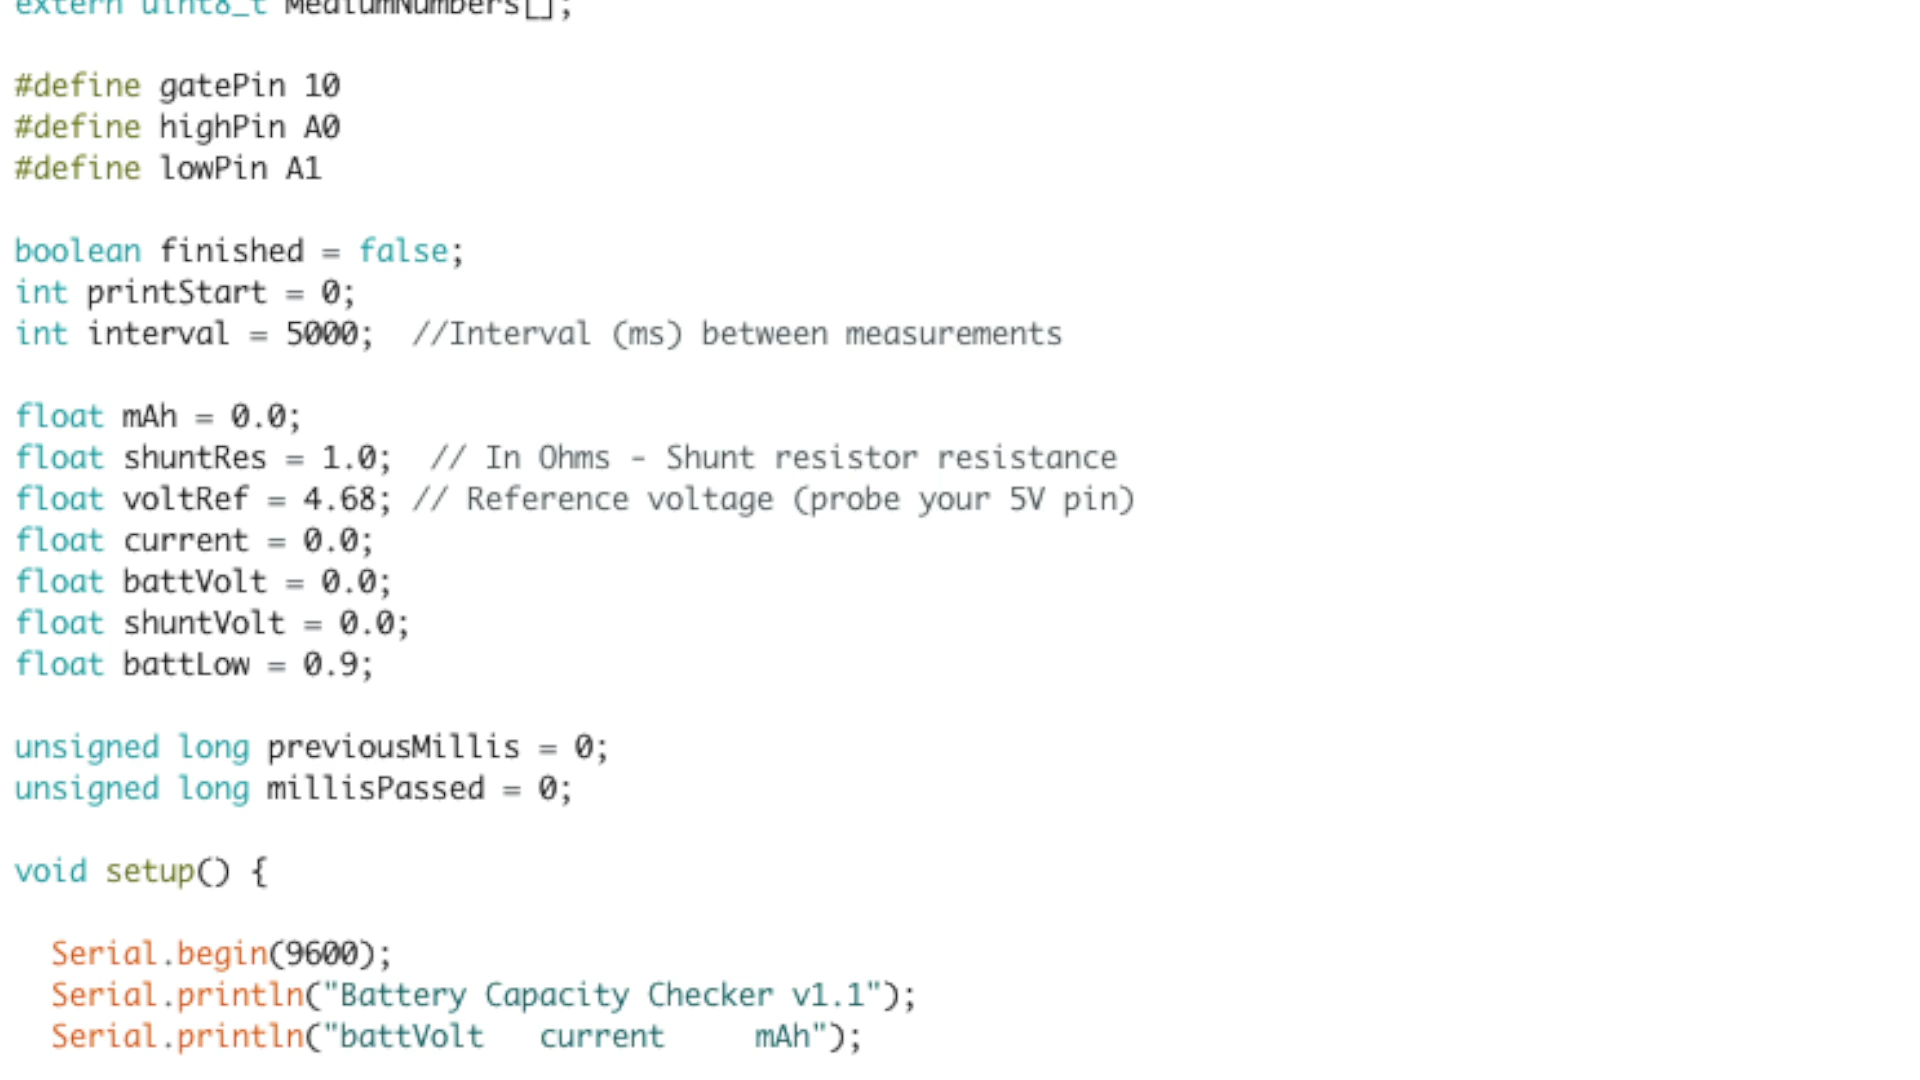 extern uint8_t MediumNumbers[];
#define gatePin 10
#define highPin A0
#define lowPin A1
boolean finished = false;
int printStart = 0;
int interval = 5000;  //Interval (ms) between measurements
float mAh = 0.0;
float shuntRes = 1.0;  // In Ohms - Shunt resistor resistance
float voltRef = 4.68; // Reference voltage (probe your 5V pin)
float current = 0.0;
float battVolt = 0.0;
float shuntVolt = 0.0;
float battLow = 0.9;
unsigned long previousMillis = 0;
unsigned long millisPassed = 0;
void setup() {
  Serial.begin(9600);
  Serial.println("Battery Capacity Checker v1.1");
  Serial.println("battVolt   current     mAh");